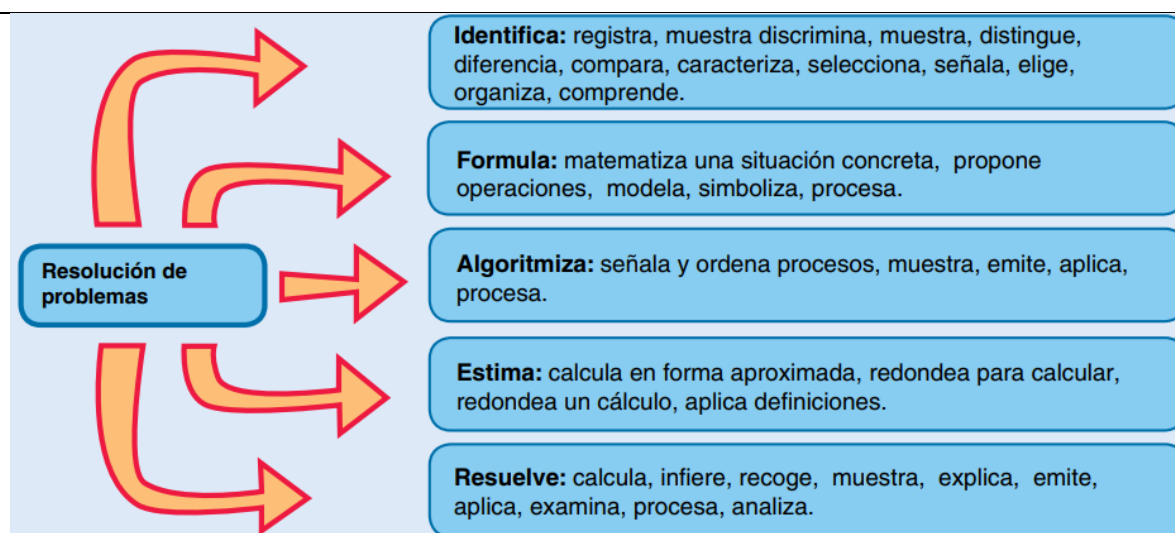 Identifica: registra, muestra discrimina, muestra, distingue,
diferencia, compara, caracteriza, selecciona, señala, elige,
organiza, comprende.
Formula: matematiza una situación concreta, propone
operaciones, modela, simboliza, procesa.
Resolución de
problemas
Algoritmiza: señala y ordena procesos, muestra, emite, aplica,
procesa.
Estima: calcula en forma aproximada, redondea para calcular,
redondea un cálculo, aplica definiciones.
Resuelve: calcula, infiere, recoge, muestra, explica, emite,
aplica, examina, procesa, analiza.